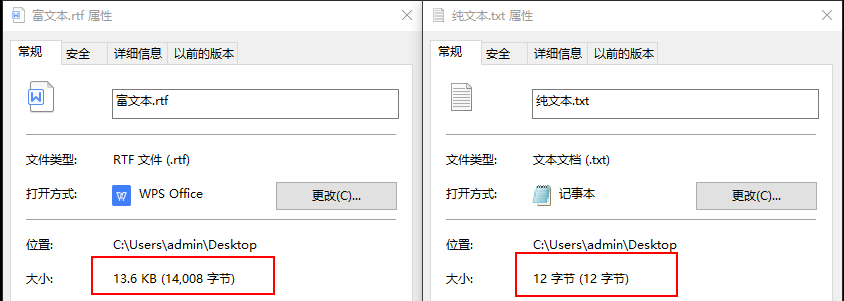 富文本.rtf 属性
常规 安全 详细信息 以前的版本
富文本.rtf
文件类型: RTF 文件 (.rtf)
打开方式: WPS Office 更改(C)...
位置: C:\Users\admin\Desktop
大小: 13.6 KB (14,008 字节)
纯文本.txt 属性
常规 安全 详细信息 以前的版本
纯文本.txt
文件类型: 文本文档 (.txt)
打开方式: 记事本 更改(C)...
位置: C:\Users\admin\Desktop
大小: 12 字节 (12 字节)